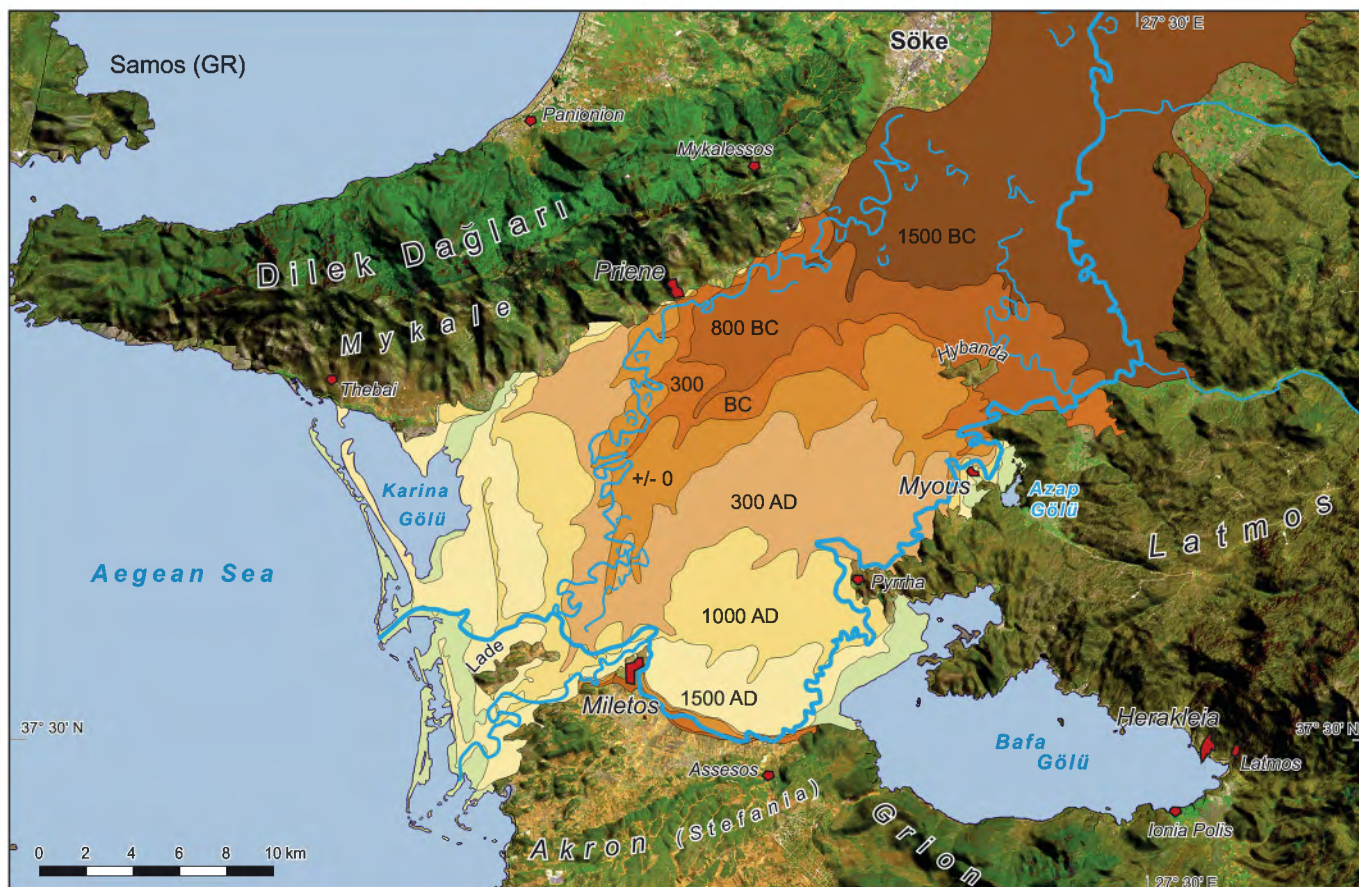 27° 30' E
Söke
Samos (GR)
Panionion
Mykalessos
Dilek Dağları
1500 BC
Priene
Mykale
800 BC
Hybanda
Thebai
300
BC
+/- 0
Myous
Karina
Gölü
300 AD
Azap
Gölü
Latmos
Aegean Sea
Pyrrha
1000 AD
Lade
1500 AD
Miletos
37° 30' N
Herakleia
37° 30' N
Bafa
Gölü
Latmos
Assesos
Akron (Stefania)
Grion
Ionia Polis
0 2 4 6 8 10 km
27° 30' E